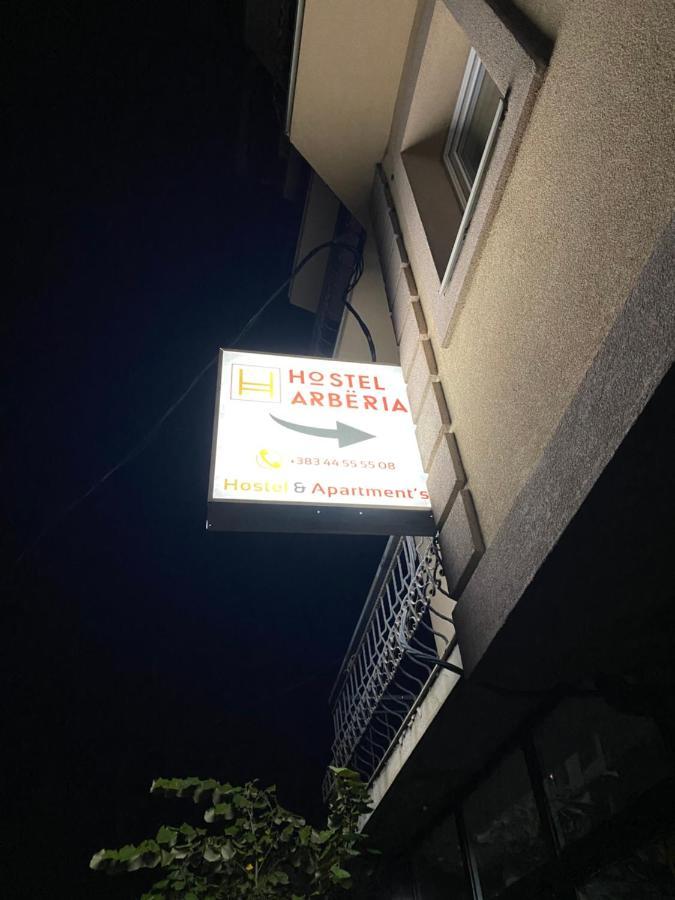 HOSTEL
ARBËRIA
+383 44 55 55 08
Hostel & Apartment's